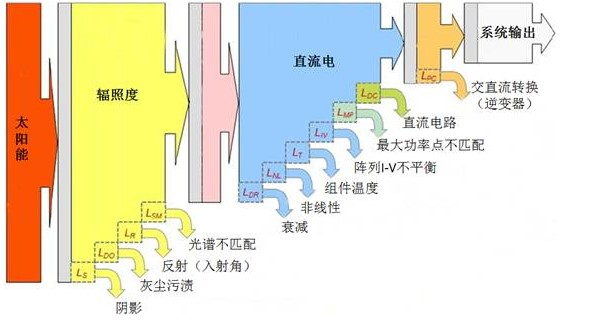 太阳能
辐照度
直流电
系统输出
L_PC
交直流转换
（逆变器）
L_DC
直流电路
L_MP
最大功率点不匹配
L_IV
阵列I-V不平衡
L_T
组件温度
L_NL
非线性
L_DR
衰减
L_SM
光谱不匹配
L_R
反射（入射角）
L_DO
灰尘污渍
L_S
阴影